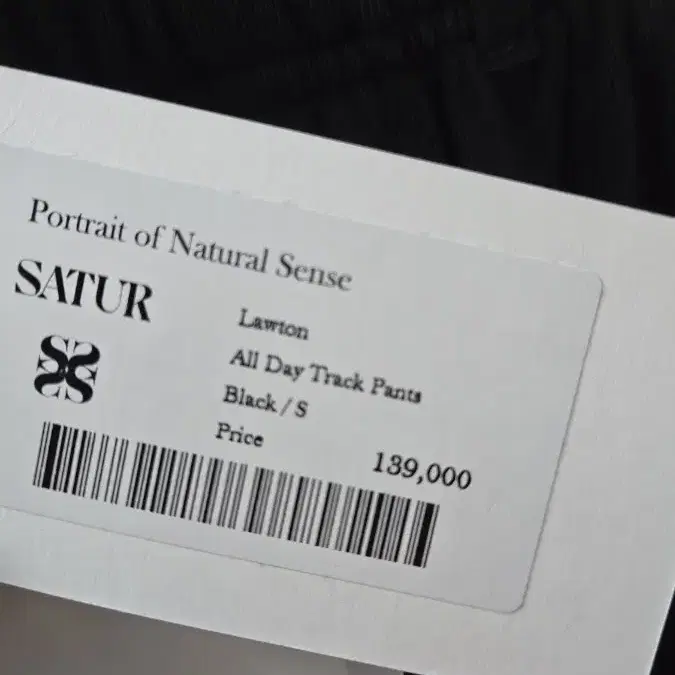 Portrait of Natural Sense
SATUR
Lawton
All Day Track Pants
Black / S
Price 139,000